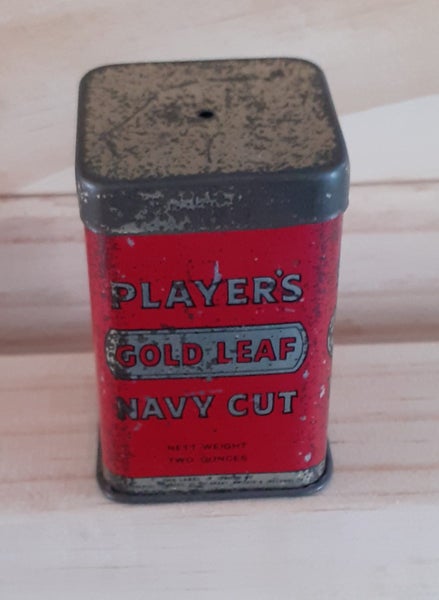 PLAYER'S
GOLD LEAF
NAVY CUT
NETT WEIGHT
TWO OUNCES